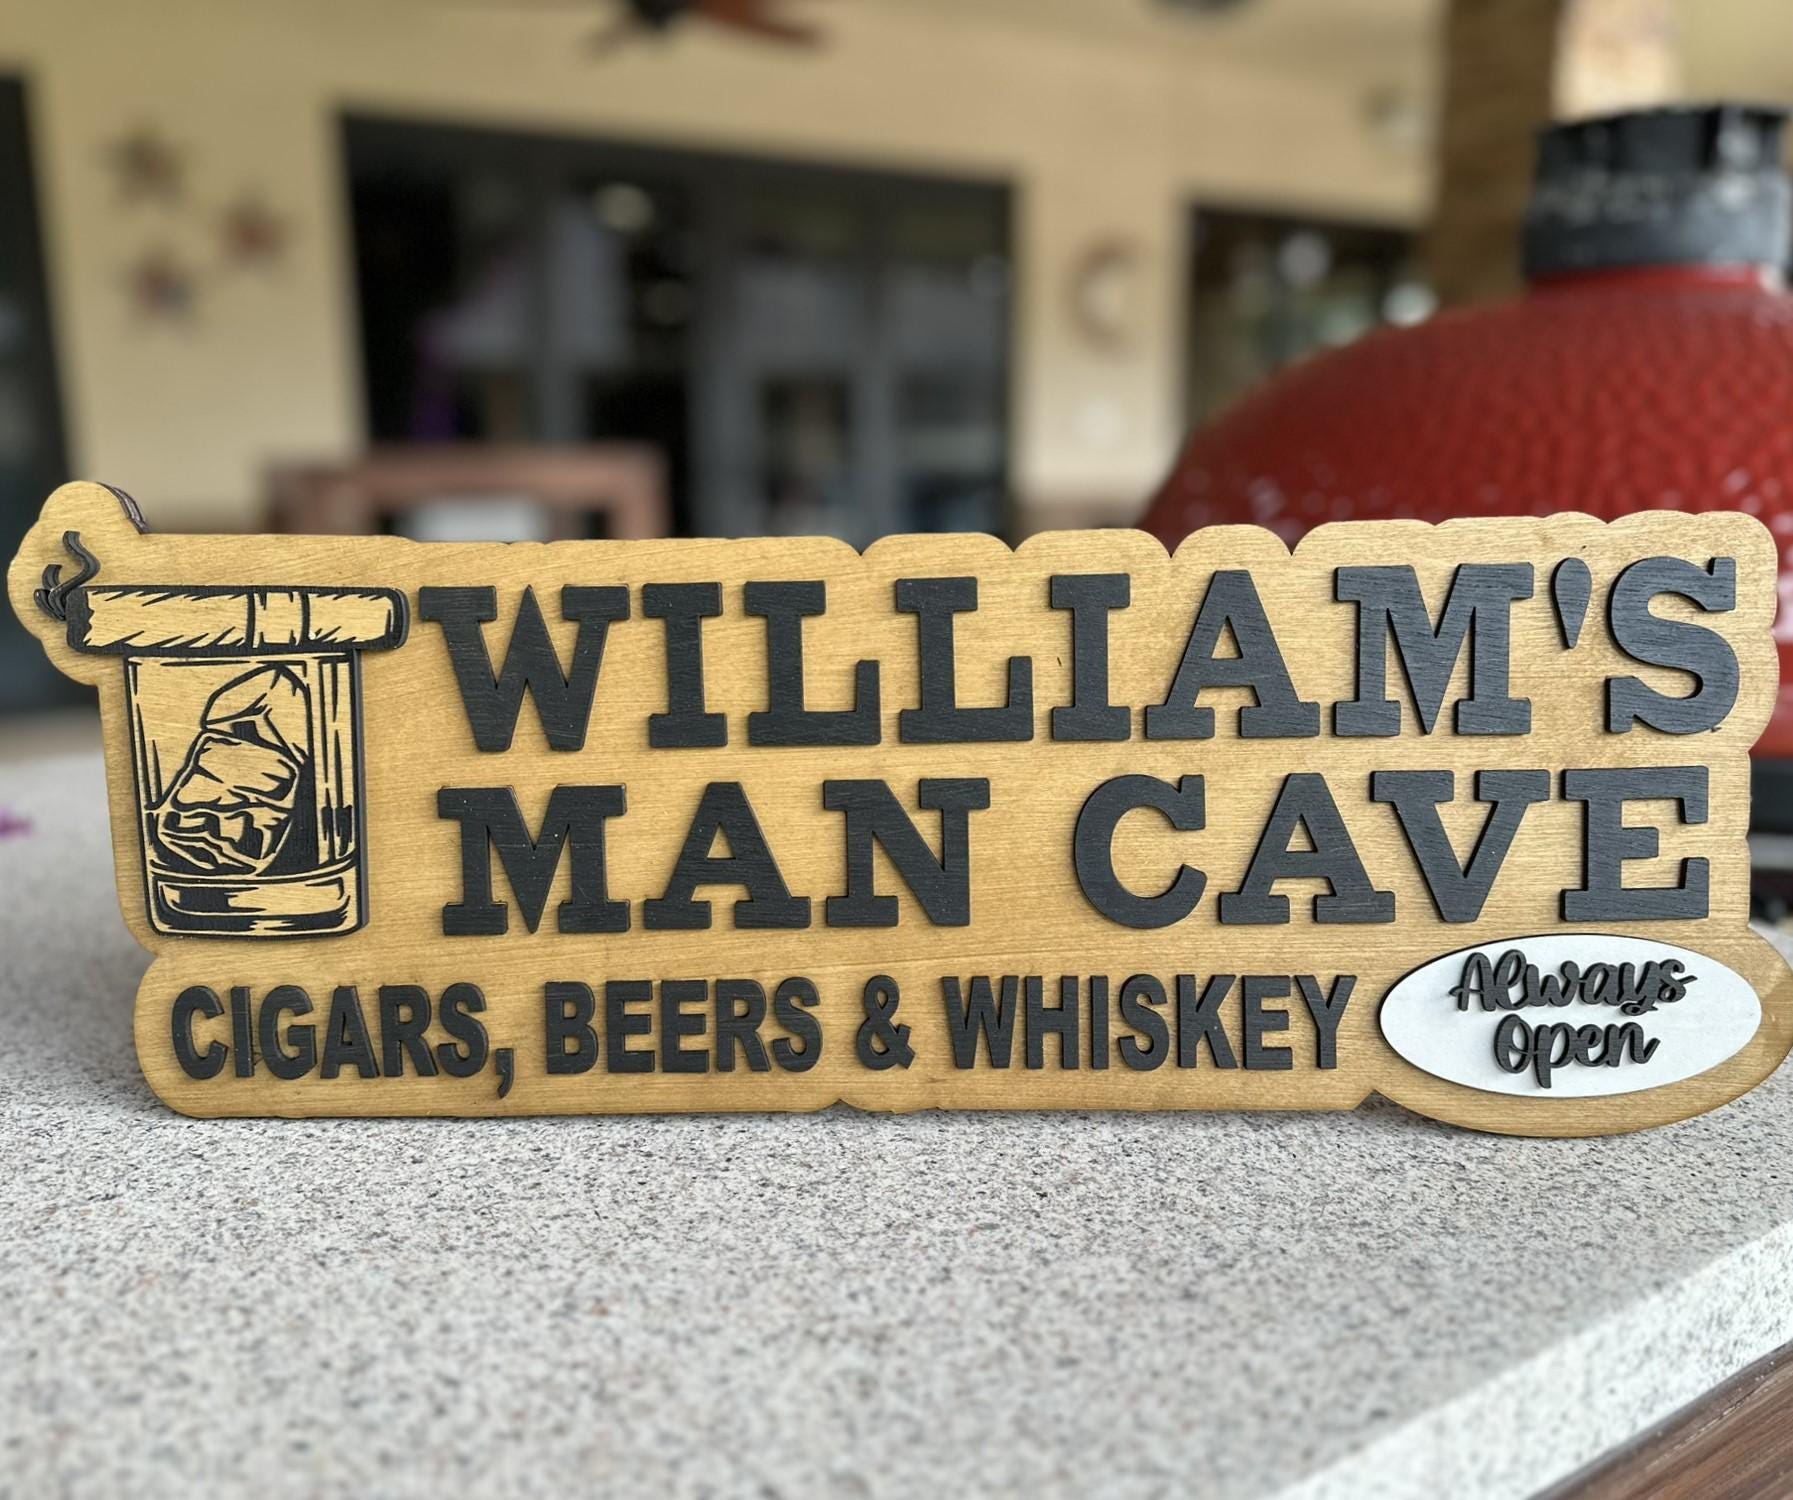 WILLIAM'S
MAN CAVE
CIGARS, BEERS & WHISKEY
Always
Open